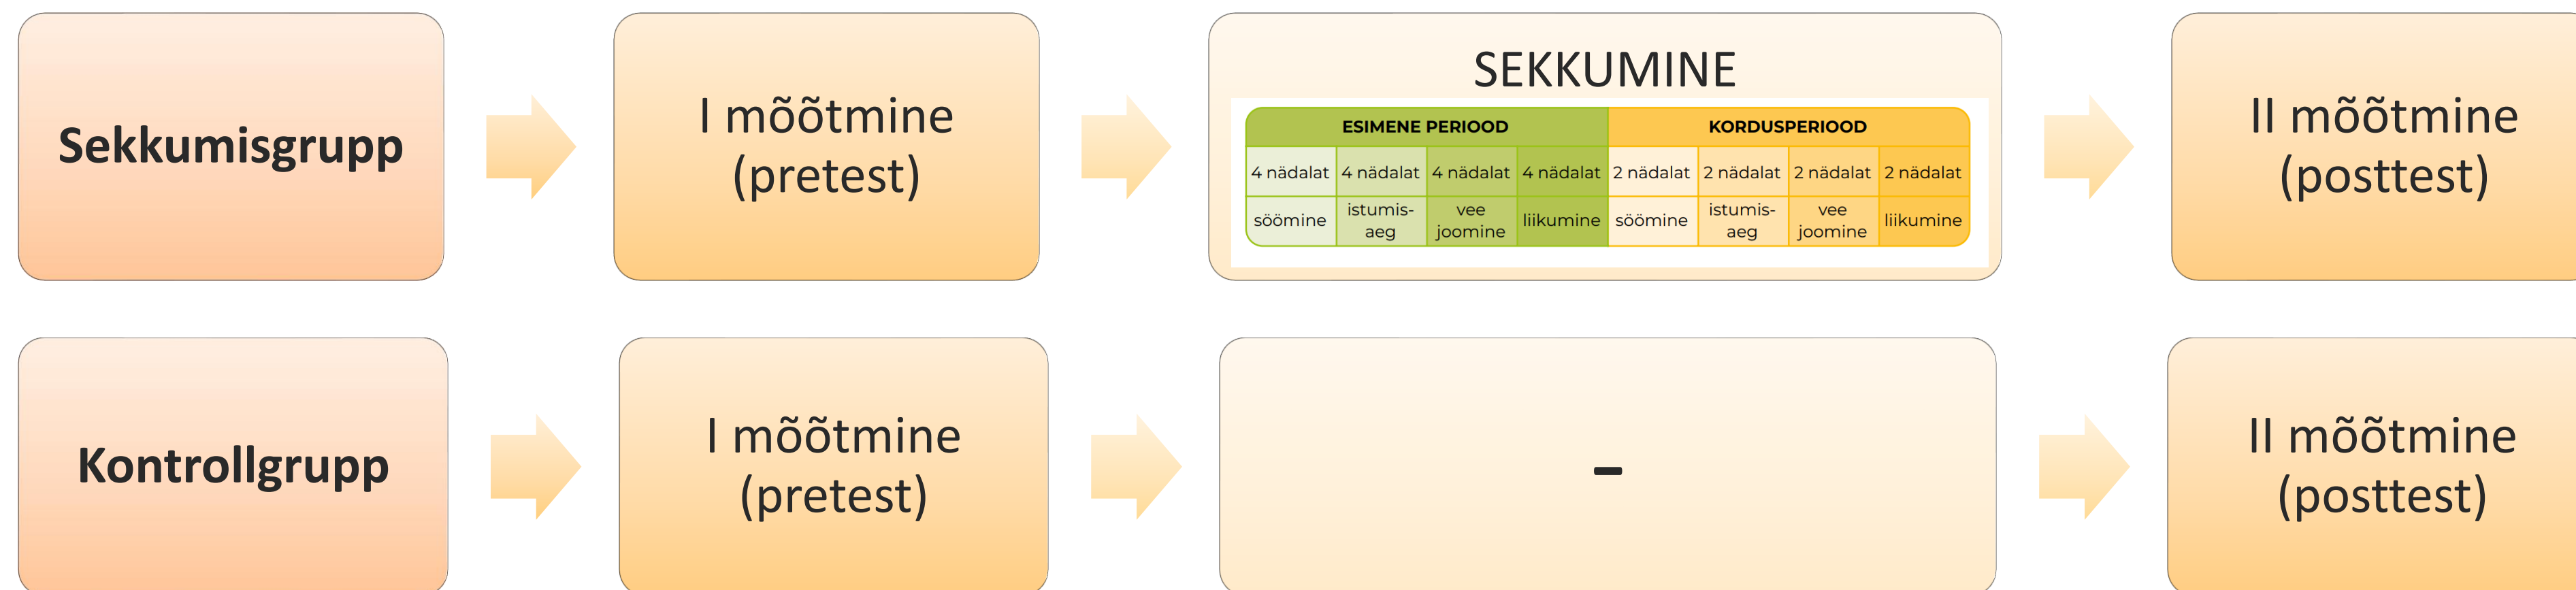 Sekkumisgrupp
I mõõtmine
(pretest)
SEKKUMINE
ESIMENE PERIOOD KORDUSPERIOOD
4 nädalat 4 nädalat 4 nädalat 4 nädalat 2 nädalat 2 nädalat 2 nädalat 2 nädalat
söömine istumis- vee liikumine söömine istumis- vee liikumine
aeg joomine aeg joomine
II mõõtmine
(posttest)
Kontrollgrupp
I mõõtmine
(pretest)
–
II mõõtmine
(posttest)